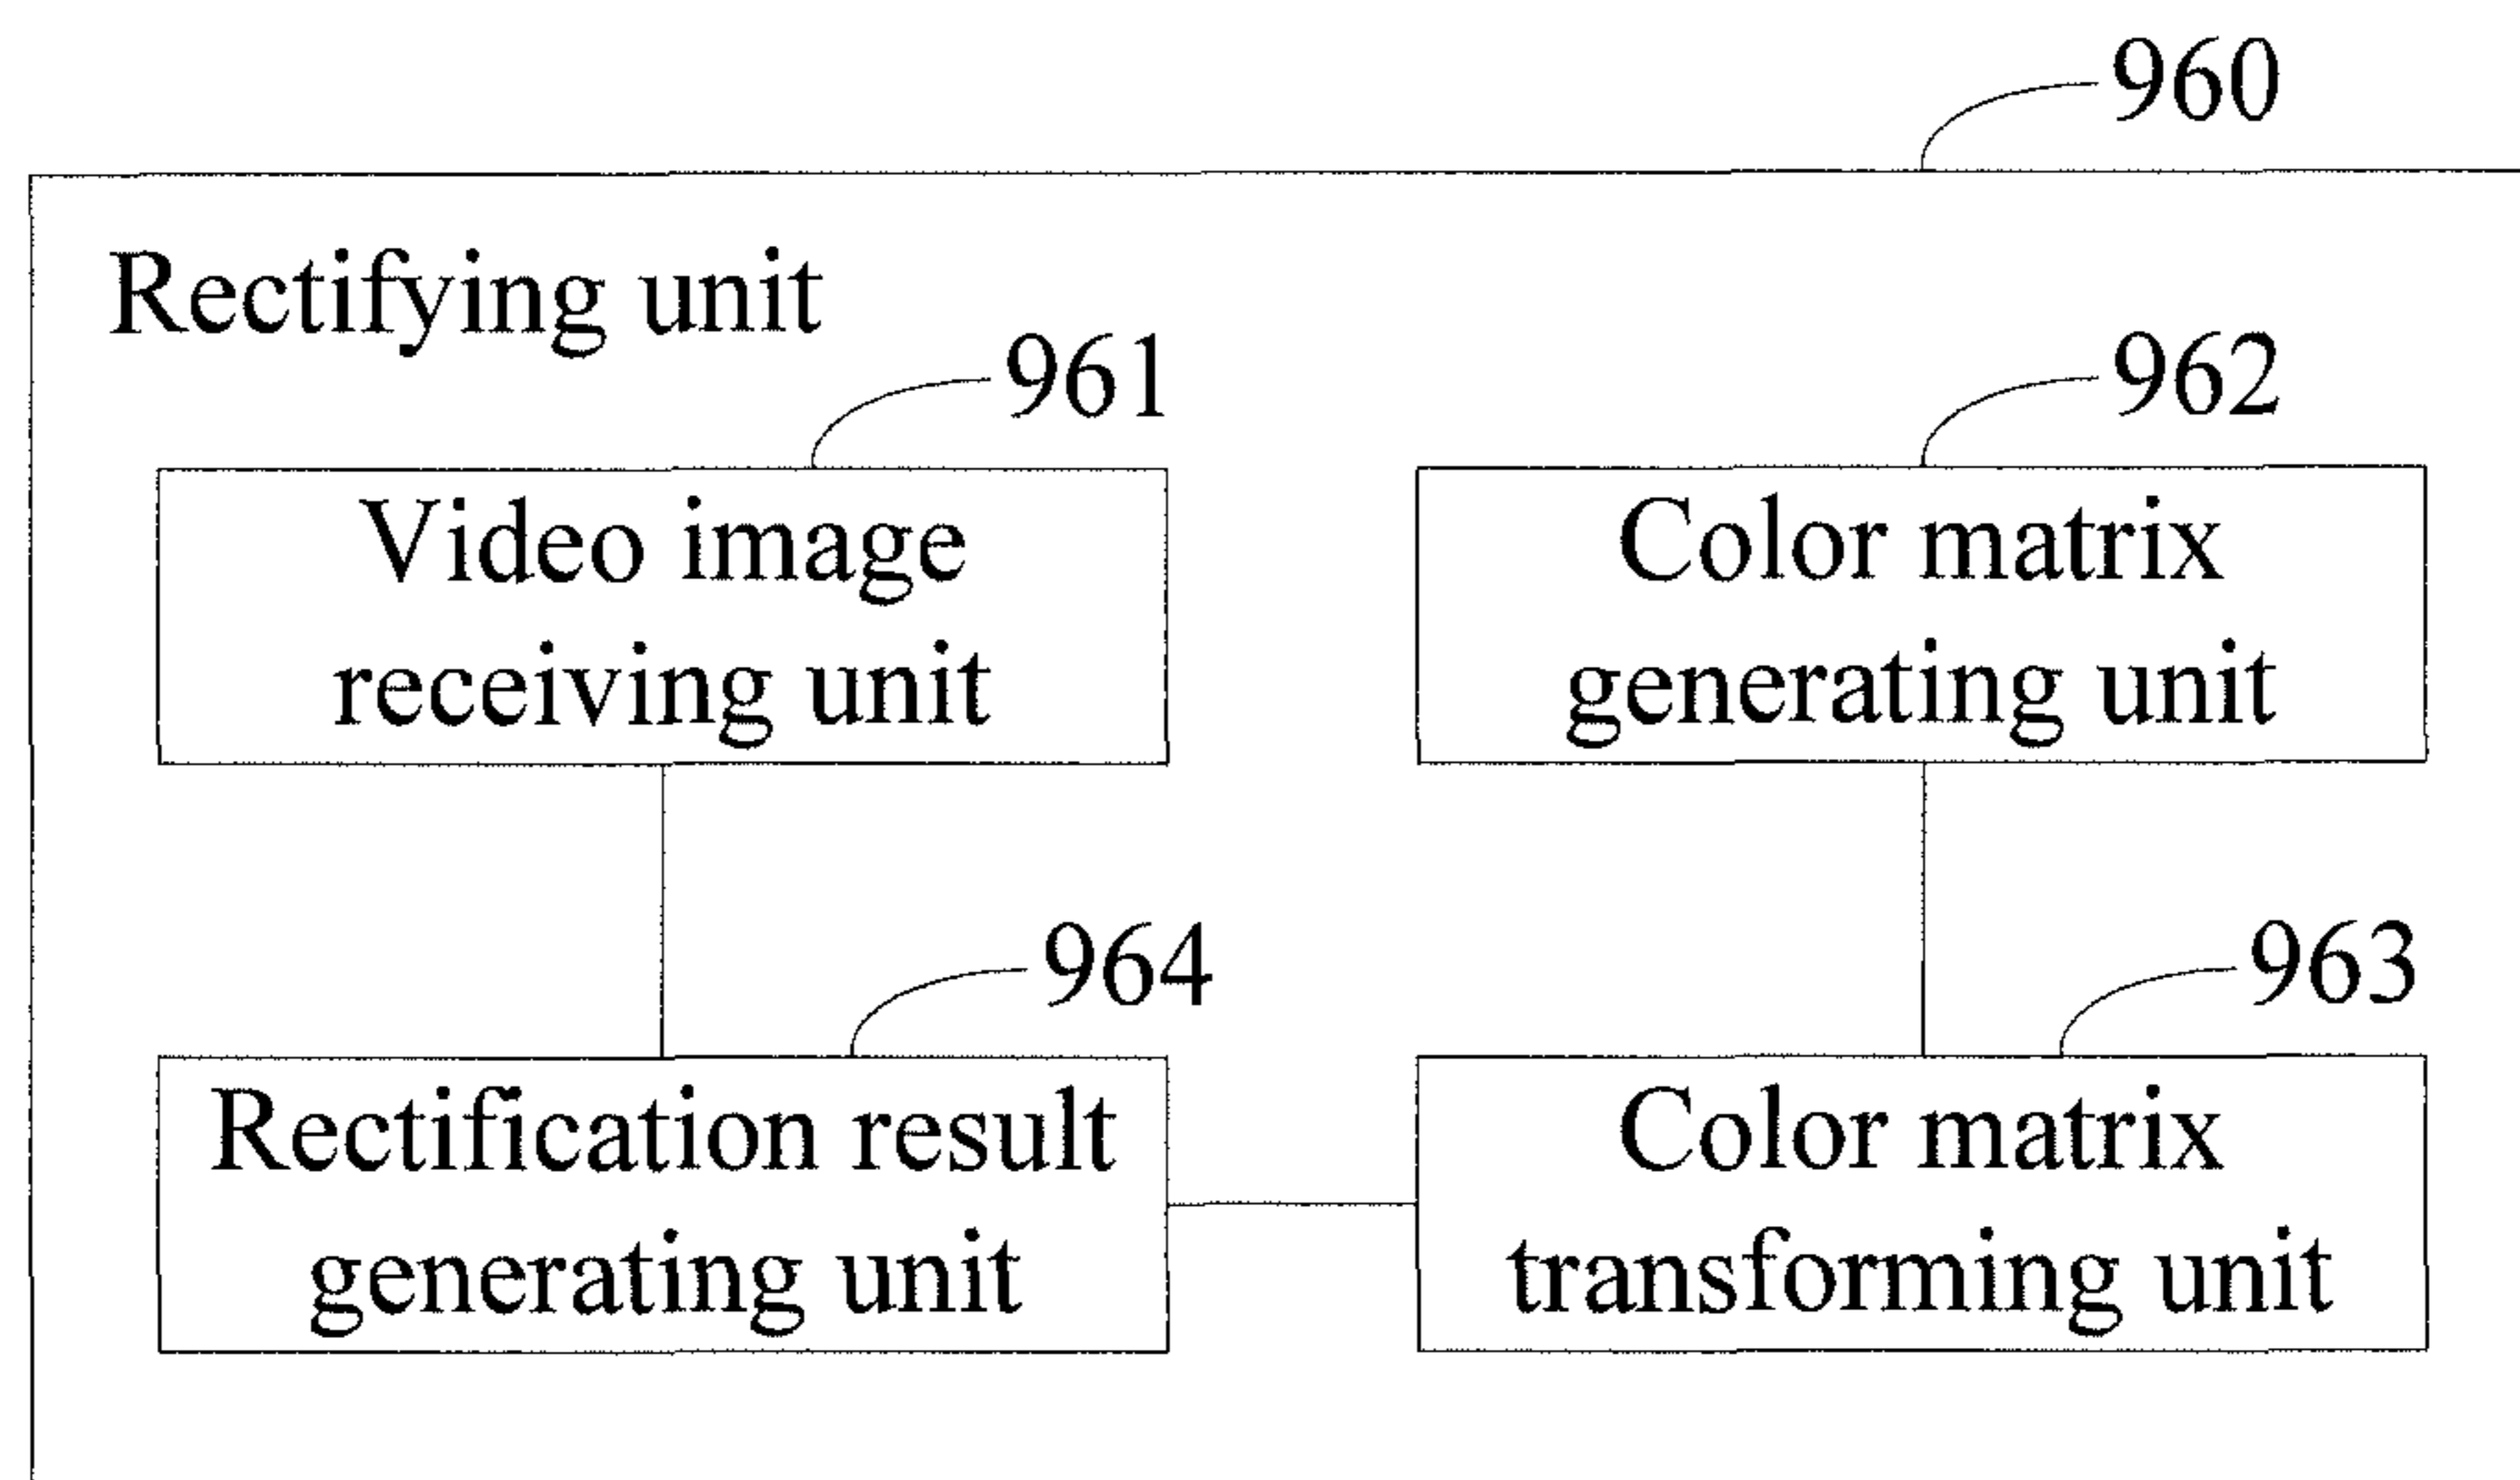 960
Rectifying unit
961
962
Video image
receiving unit
Color matrix
generating unit
964
963
Rectification result
generating unit
Color matrix
transforming unit